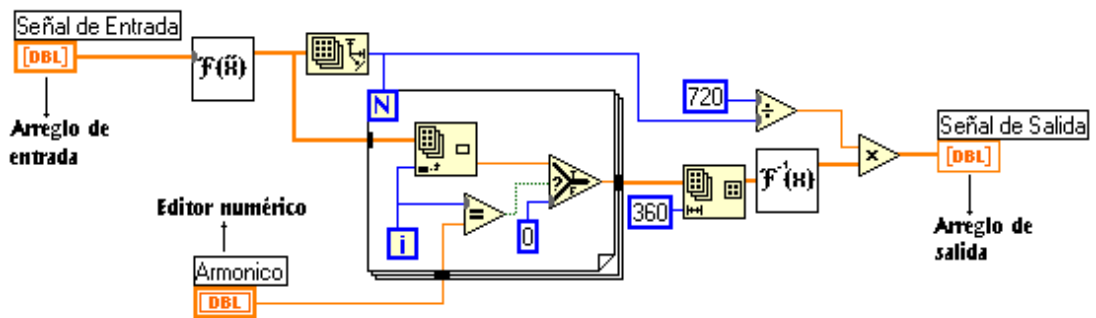 Señal de Entrada
[DBL]
Arreglo de
entrada
F(x)
N
i
=
?
0
Editor numérico
Armonico
DBL
720
÷
360
F⁻¹(x)
x
Señal de Salida
[DBL]
Arreglo de
salida